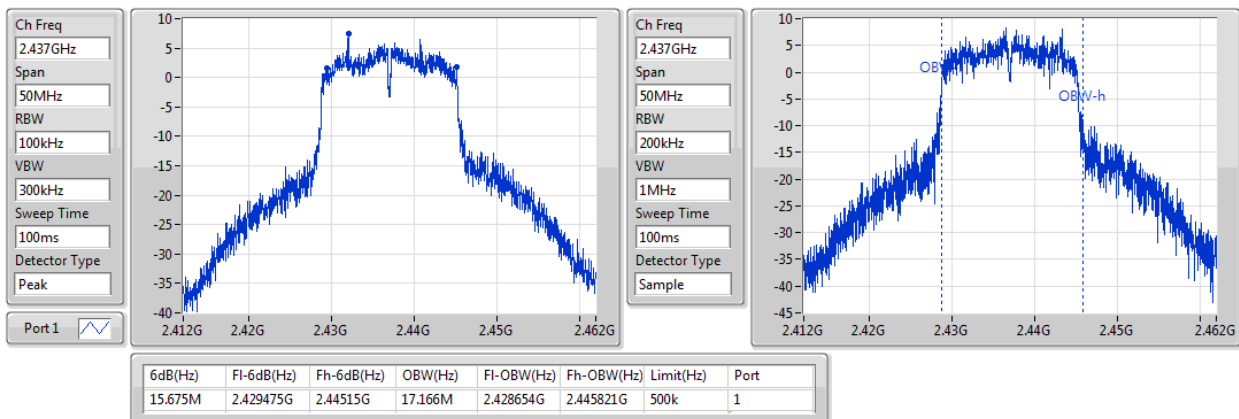 Ch Freq
2.437GHz
Span
50MHz
RBW
100kHz
VBW
300kHz
Sweep Time
100ms
Detector Type
Peak
Port 1
10
5
0
-5
-10
-15
-20
-25
-30
-35
-40
2.412G 2.42G 2.43G 2.44G 2.45G 2.462G
Ch Freq
2.437GHz
Span
50MHz
RBW
200kHz
VBW
1MHz
Sweep Time
100ms
Detector Type
Sample
10
5
0
-5
-10
-15
-20
-25
-30
-35
-40
-45
OB
OBW-h
2.412G 2.42G 2.43G 2.44G 2.45G 2.462G
6dB(Hz) Fl-6dB(Hz) Fh-6dB(Hz) OBW(Hz) Fl-OBW(Hz) Fh-OBW(Hz) Limit(Hz) Port
15.675M 2.429475G 2.44515G 17.166M 2.428654G 2.445821G 500k 1